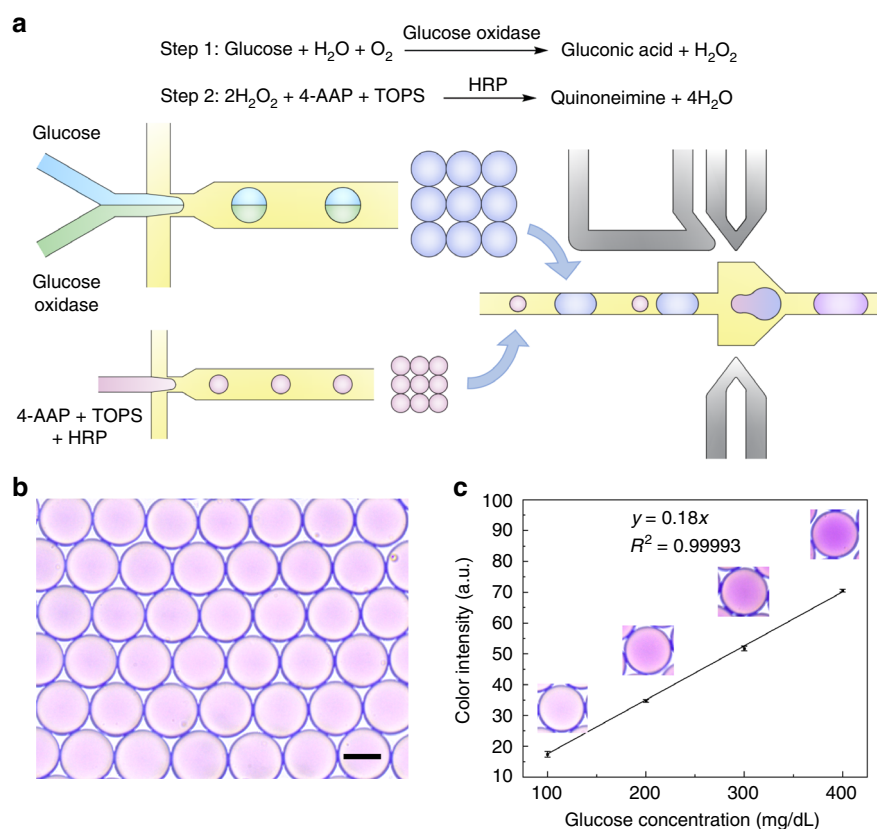 a
Step 1: Glucose + H₂O + O₂ Glucose oxidase Gluconic acid + H₂O₂
Step 2: 2H₂O₂ + 4-AAP + TOPS HRP Quinoneimine + 4H₂O
Glucose
Glucose
oxidase
4-AAP + TOPS
+ HRP
b
c
y = 0.18x
R² = 0.99993
Color intensity (a.u.)
100
90
80
70
60
50
40
30
20
10
100 200 300 400
Glucose concentration (mg/dL)